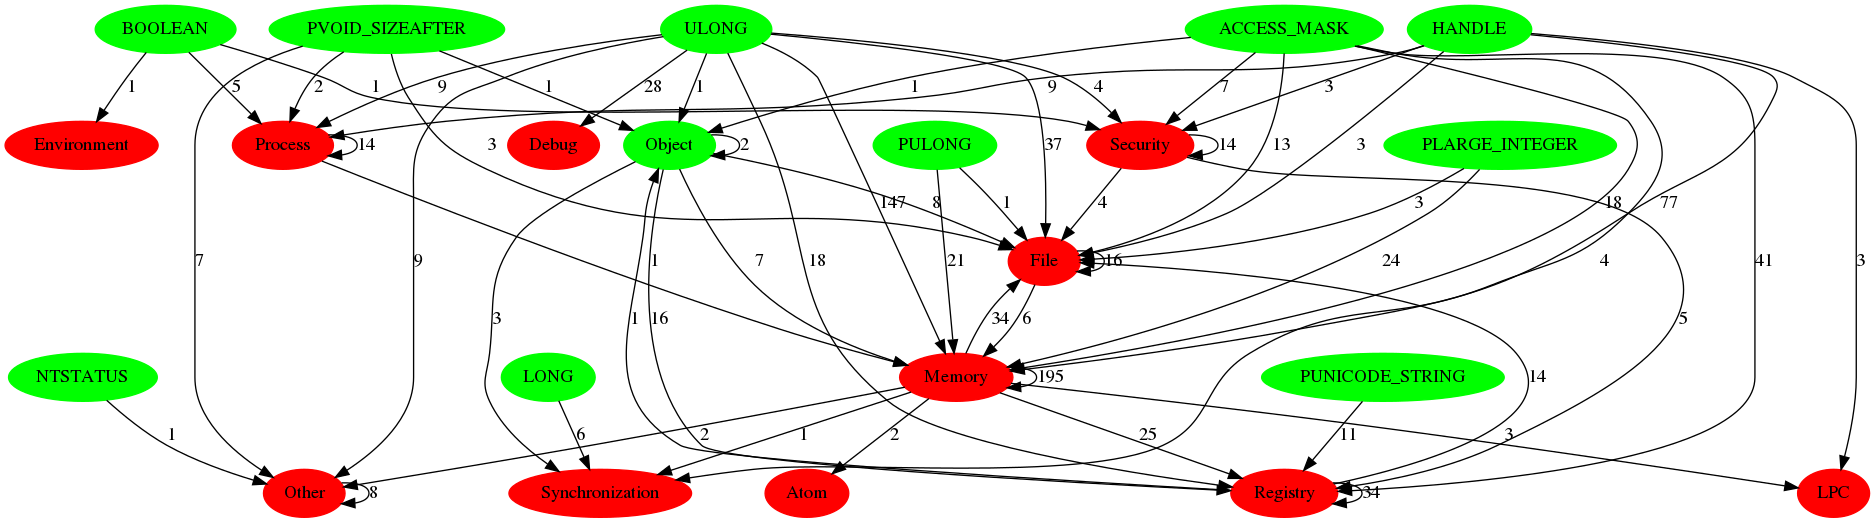 BOOLEAN PVOID_SIZEAFTER ULONG ACCESS_MASK HANDLE
1 5 2 1 9 28 1 1 9 4 7 3
Environment Process 14 Debug Object 2 PULONG Security 14 PLARGE_INTEGER
3 37 13 3
147 8 1 4 3 18 77
7 9 1 7 18 21 File 16 24 4 41 3
3 1 16 34 6 14 5
NTSTATUS LONG Memory 195 PUNICODE_STRING
1 6 2 1 2 25 11 3
Other 8 Synchronization Atom Registry 34 LPC